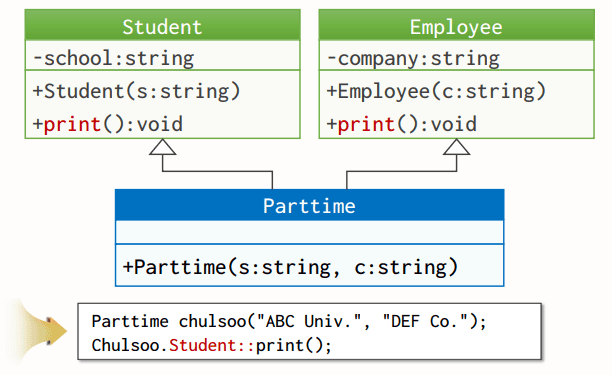 Student
-school:string
+Student(s:string)
+print():void
Employee
-company:string
+Employee(c:string)
+print():void
Parttime
+Parttime(s:string, c:string)
Parttime chulsoo("ABC Univ.", "DEF Co.");
Chulsoo.Student::print();